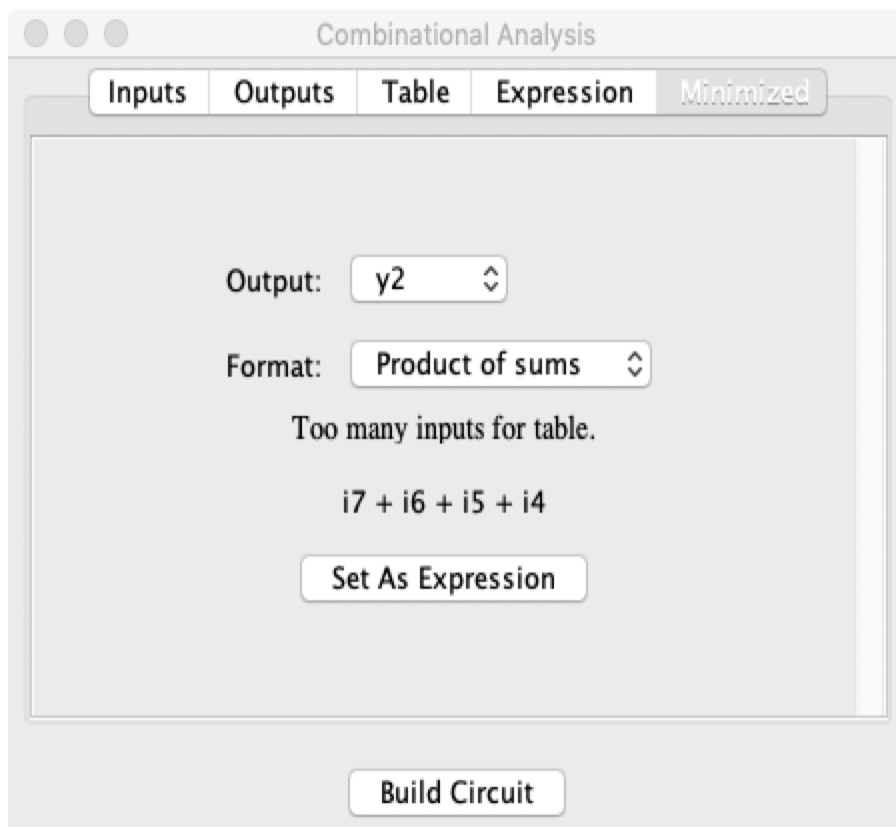 Combinational Analysis
Inputs Outputs Table Expression Minimized
Output: y2
Format: Product of sums
Too many inputs for table.
i7 + i6 + i5 + i4
Set As Expression
Build Circuit